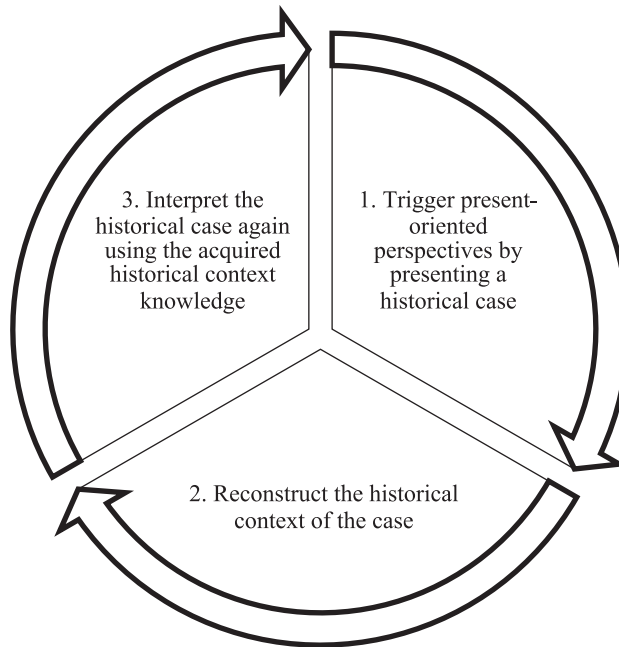 1. Trigger present-
oriented
perspectives by
presenting a
historical case
2. Reconstruct the historical
context of the case
3. Interpret the
historical case again
using the acquired
historical context
knowledge